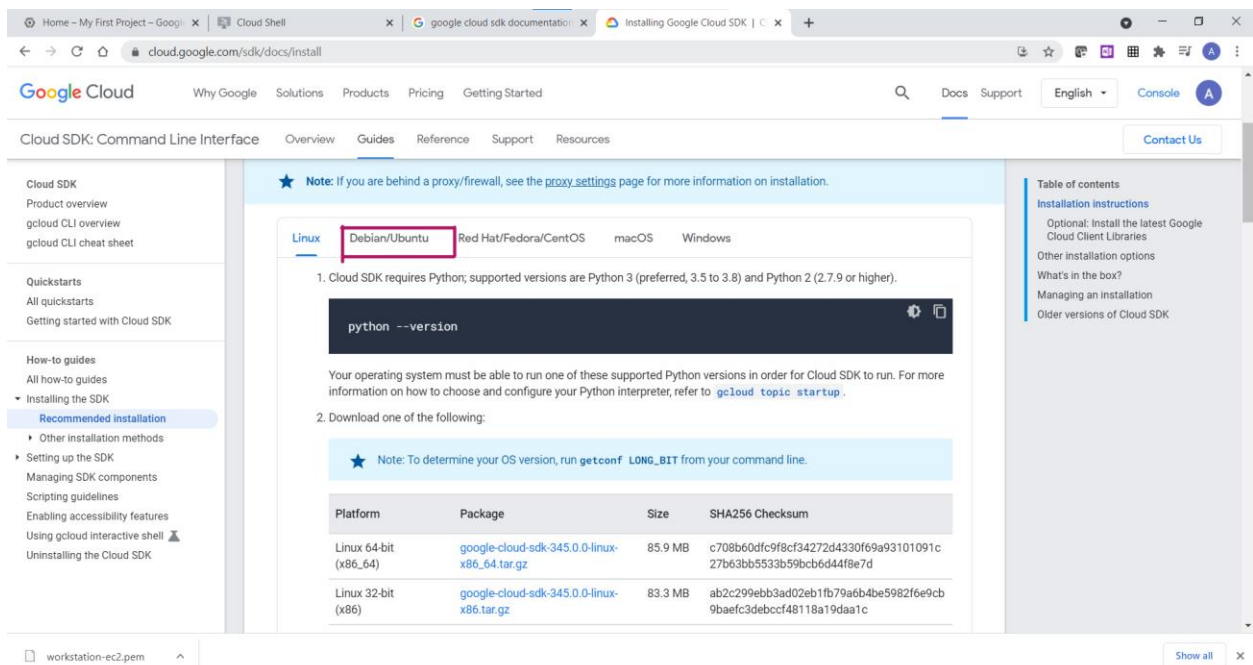 Home – My First Project – Googl
Cloud Shell
google cloud sdk documentation
Installing Google Cloud SDK | C
cloud.google.com/sdk/docs/install
A
Google Cloud
Why Google
Solutions
Products
Pricing
Getting Started
Docs
Support
English
Console
A
Cloud SDK: Command Line Interface
Overview
Guides
Reference
Support
Resources
Contact Us
Cloud SDK
Product overview
gcloud CLI overview
gcloud CLI cheat sheet
Quickstarts
All quickstarts
Getting started with Cloud SDK
How-to guides
All how-to guides
Installing the SDK
Recommended installation
Other installation methods
Setting up the SDK
Managing SDK components
Scripting guidelines
Enabling accessibility features
Using gcloud interactive shell
Uninstalling the Cloud SDK
Note: If you are behind a proxy/firewall, see the proxy settings page for more information on installation.
Linux
Debian/Ubuntu
Red Hat/Fedora/CentOS
macOS
Windows
1. Cloud SDK requires Python; supported versions are Python 3 (preferred, 3.5 to 3.8) and Python 2 (2.7.9 or higher).
python --version
Your operating system must be able to run one of these supported Python versions in order for Cloud SDK to run. For more
information on how to choose and configure your Python interpreter, refer to gcloud topic startup.
2. Download one of the following:
Note: To determine your OS version, run getconf LONG_BIT from your command line.
Platform
Package
Size
SHA256 Checksum
Linux 64-bit
(x86_64)
google-cloud-sdk-345.0.0-linux-
x86_64.tar.gz
85.9 MB
c708b60dfc9f8cf34272d4330f69a93101091c
27b63bb5533b59bcb6d44f8e7d
Linux 32-bit
(x86)
google-cloud-sdk-345.0.0-linux-
x86.tar.gz
83.3 MB
ab2c299ebb3ad02eb1fb79a6b4be5982f6e9cb
9baefc3debccf48118a19daa1c
Table of contents
Installation instructions
Optional: Install the latest Google
Cloud Client Libraries
Other installation options
What's in the box?
Managing an installation
Older versions of Cloud SDK
workstation-ec2.pem
Show all